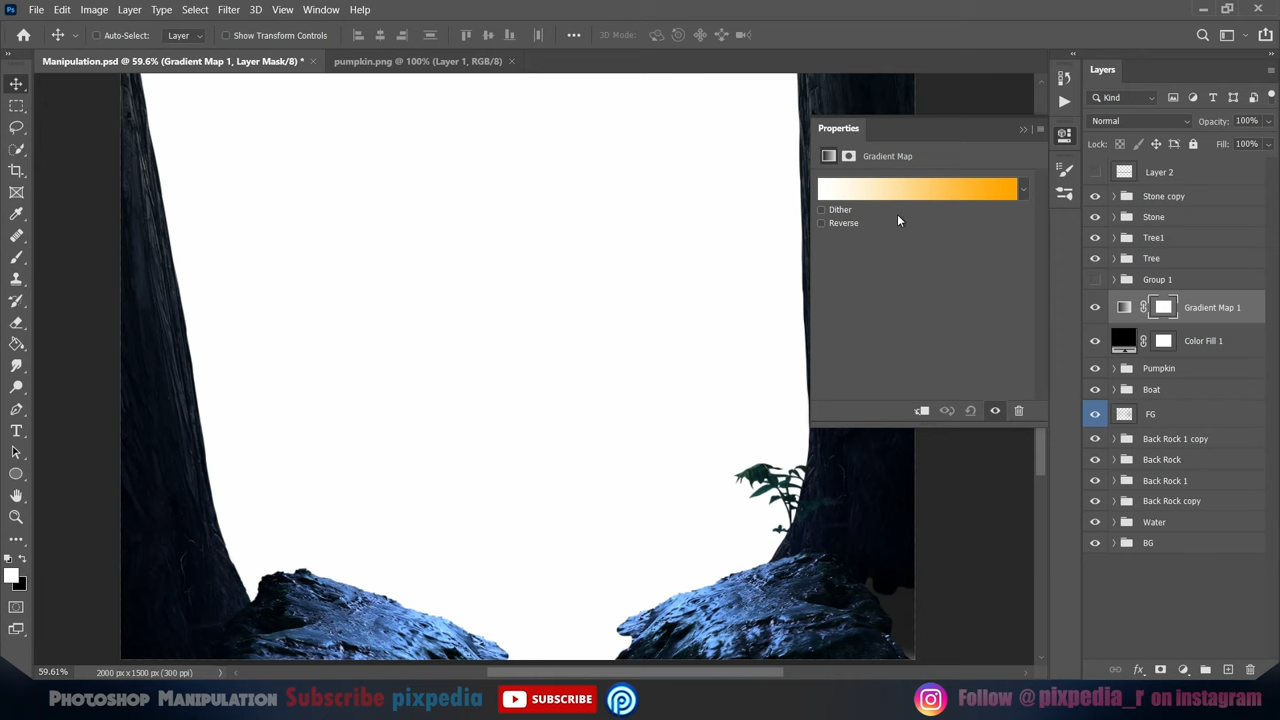 File Edit Image Layer Type Select Filter 3D View Window Help
Auto-Select: Layer Show Transform Controls 3D Mode:
Manipulation.psd @ 59.6% (Gradient Map 1, Layer Mask/8) * pumpkin.png @ 100% (Layer 1, RGB/8)
Layers
Kind
Normal Opacity: 100%
Lock: Fill: 100%
Properties
Gradient Map
Dither
Reverse
Layer 2
Stone copy
Stone
Tree1
Tree
Group 1
Gradient Map 1
Color Fill 1
Pumpkin
Boat
FG
Back Rock 1 copy
Back Rock
Back Rock 1
Back Rock copy
Water
BG
59.61% 2000 px x 1500 px (300 ppi)
Photoshop Manipulation Subscribe pixpedia SUBSCRIBE Follow @pixpedia_r on instagram